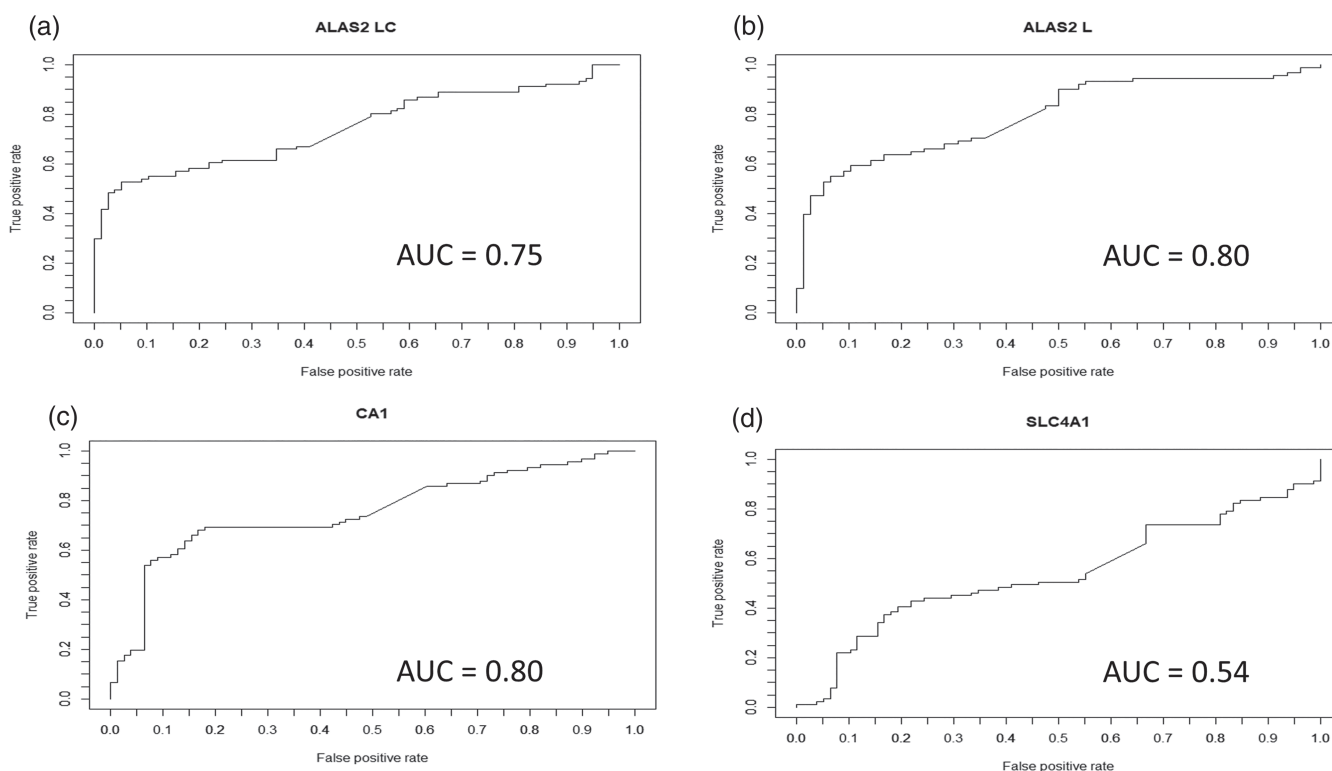 (a)
ALAS2 LC
True positive rate
0.0 0.2 0.4 0.6 0.8 1.0
AUC = 0.75
0.0 0.1 0.2 0.3 0.4 0.5 0.6 0.7 0.8 0.9 1.0
False positive rate
(b)
ALAS2 L
True positive rate
0.0 0.2 0.4 0.6 0.8 1.0
AUC = 0.80
0.0 0.1 0.2 0.3 0.4 0.5 0.6 0.7 0.8 0.9 1.0
False positive rate
(c)
CA1
True positive rate
0.0 0.2 0.4 0.6 0.8 1.0
AUC = 0.80
0.0 0.1 0.2 0.3 0.4 0.5 0.6 0.7 0.8 0.9 1.0
False positive rate
(d)
SLC4A1
True positive rate
0.0 0.2 0.4 0.6 0.8 1.0
AUC = 0.54
0.0 0.1 0.2 0.3 0.4 0.5 0.6 0.7 0.8 0.9 1.0
False positive rate